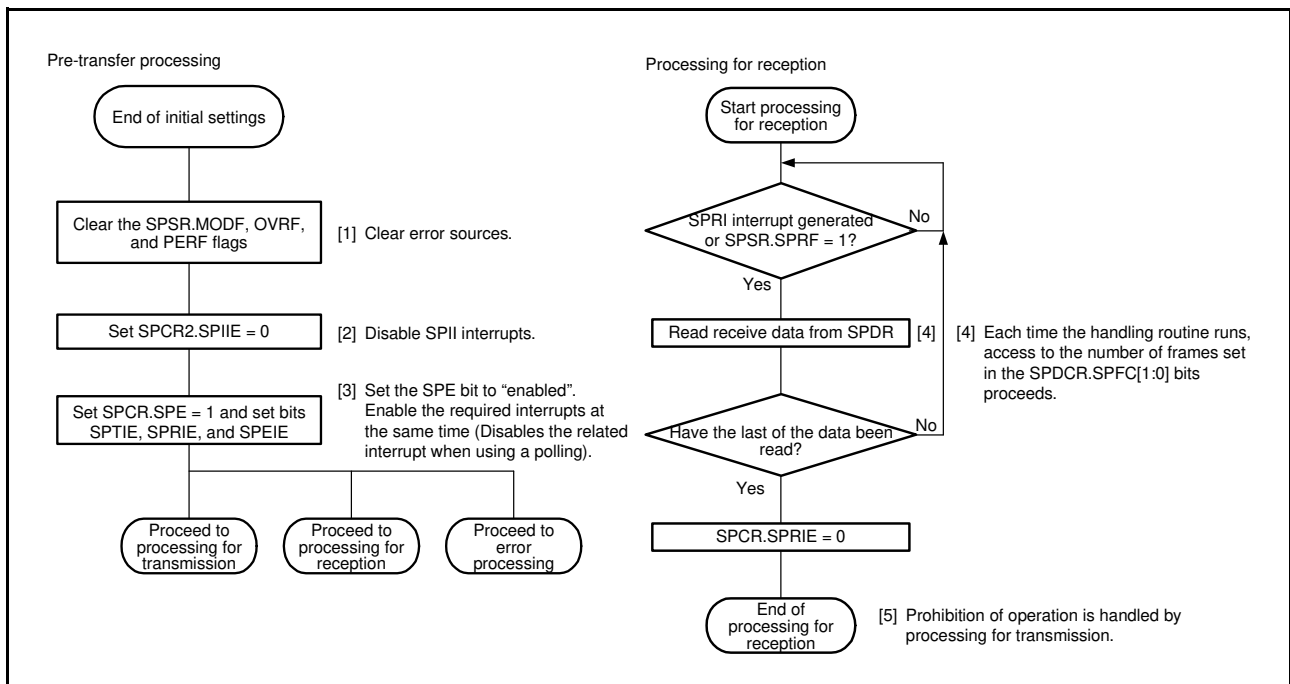 Pre-transfer processing
End of initial settings
Clear the SPSR.MODF, OVRF,
and PERF flags
[1] Clear error sources.
Set SPCR2.SPIIE = 0
[2] Disable SPII interrupts.
Set SPCR.SPE = 1 and set bits
SPTIE, SPRIE, and SPEIE
[3] Set the SPE bit to “enabled”.
Enable the required interrupts at
the same time (Disables the related
interrupt when using a polling).
Proceed to
processing for
transmission
Proceed to
processing for
reception
Proceed to
error
processing
Processing for reception
Start processing
for reception
SPRI interrupt generated
or SPSR.SPRF = 1?
No
Yes
Read receive data from SPDR
[4]
[4] Each time the handling routine runs,
access to the number of frames set
in the SPDCR.SPFC[1:0] bits
proceeds.
Have the last of the data been
read?
No
Yes
SPCR.SPRIE = 0
End of
processing for
reception
[5] Prohibition of operation is handled by
processing for transmission.